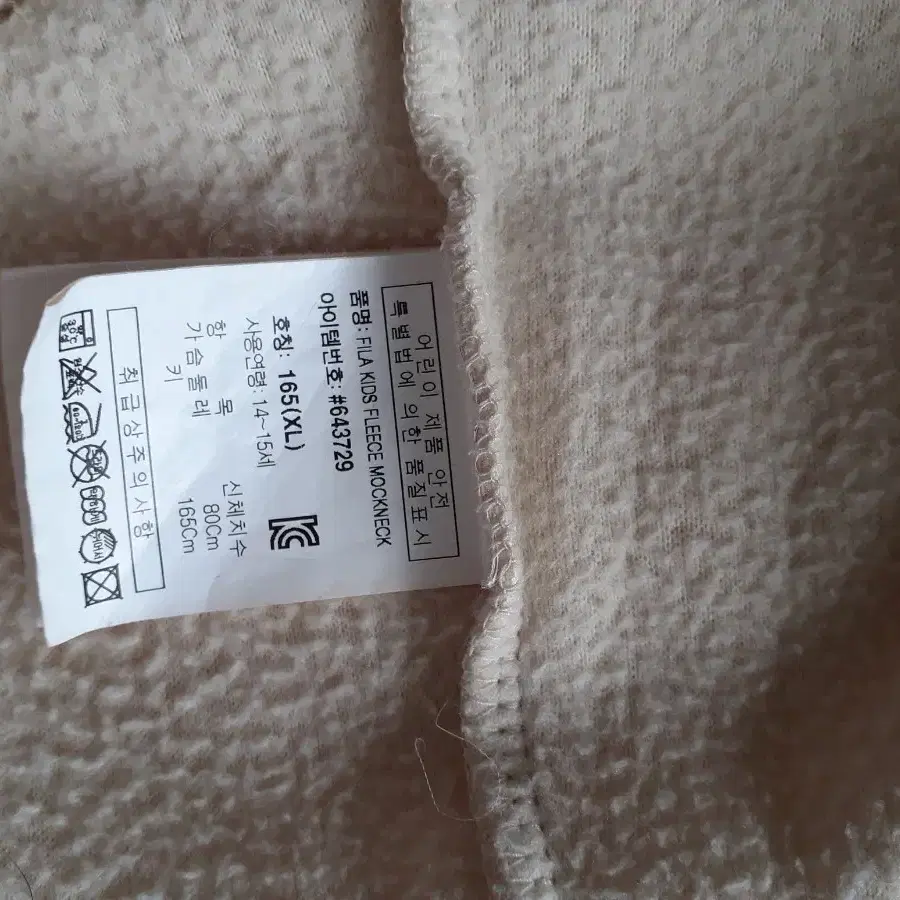 어린이 제품 안전
특별법에 의한 품질 표시
품명: FILA KIDS FLEECE MOCKNECK
아이템번호: #643729
호칭: 165(XL)
사용연령: 14~15세
항 목 신체치수
가슴둘레 80Cm
키 165Cm
취급상주의사항